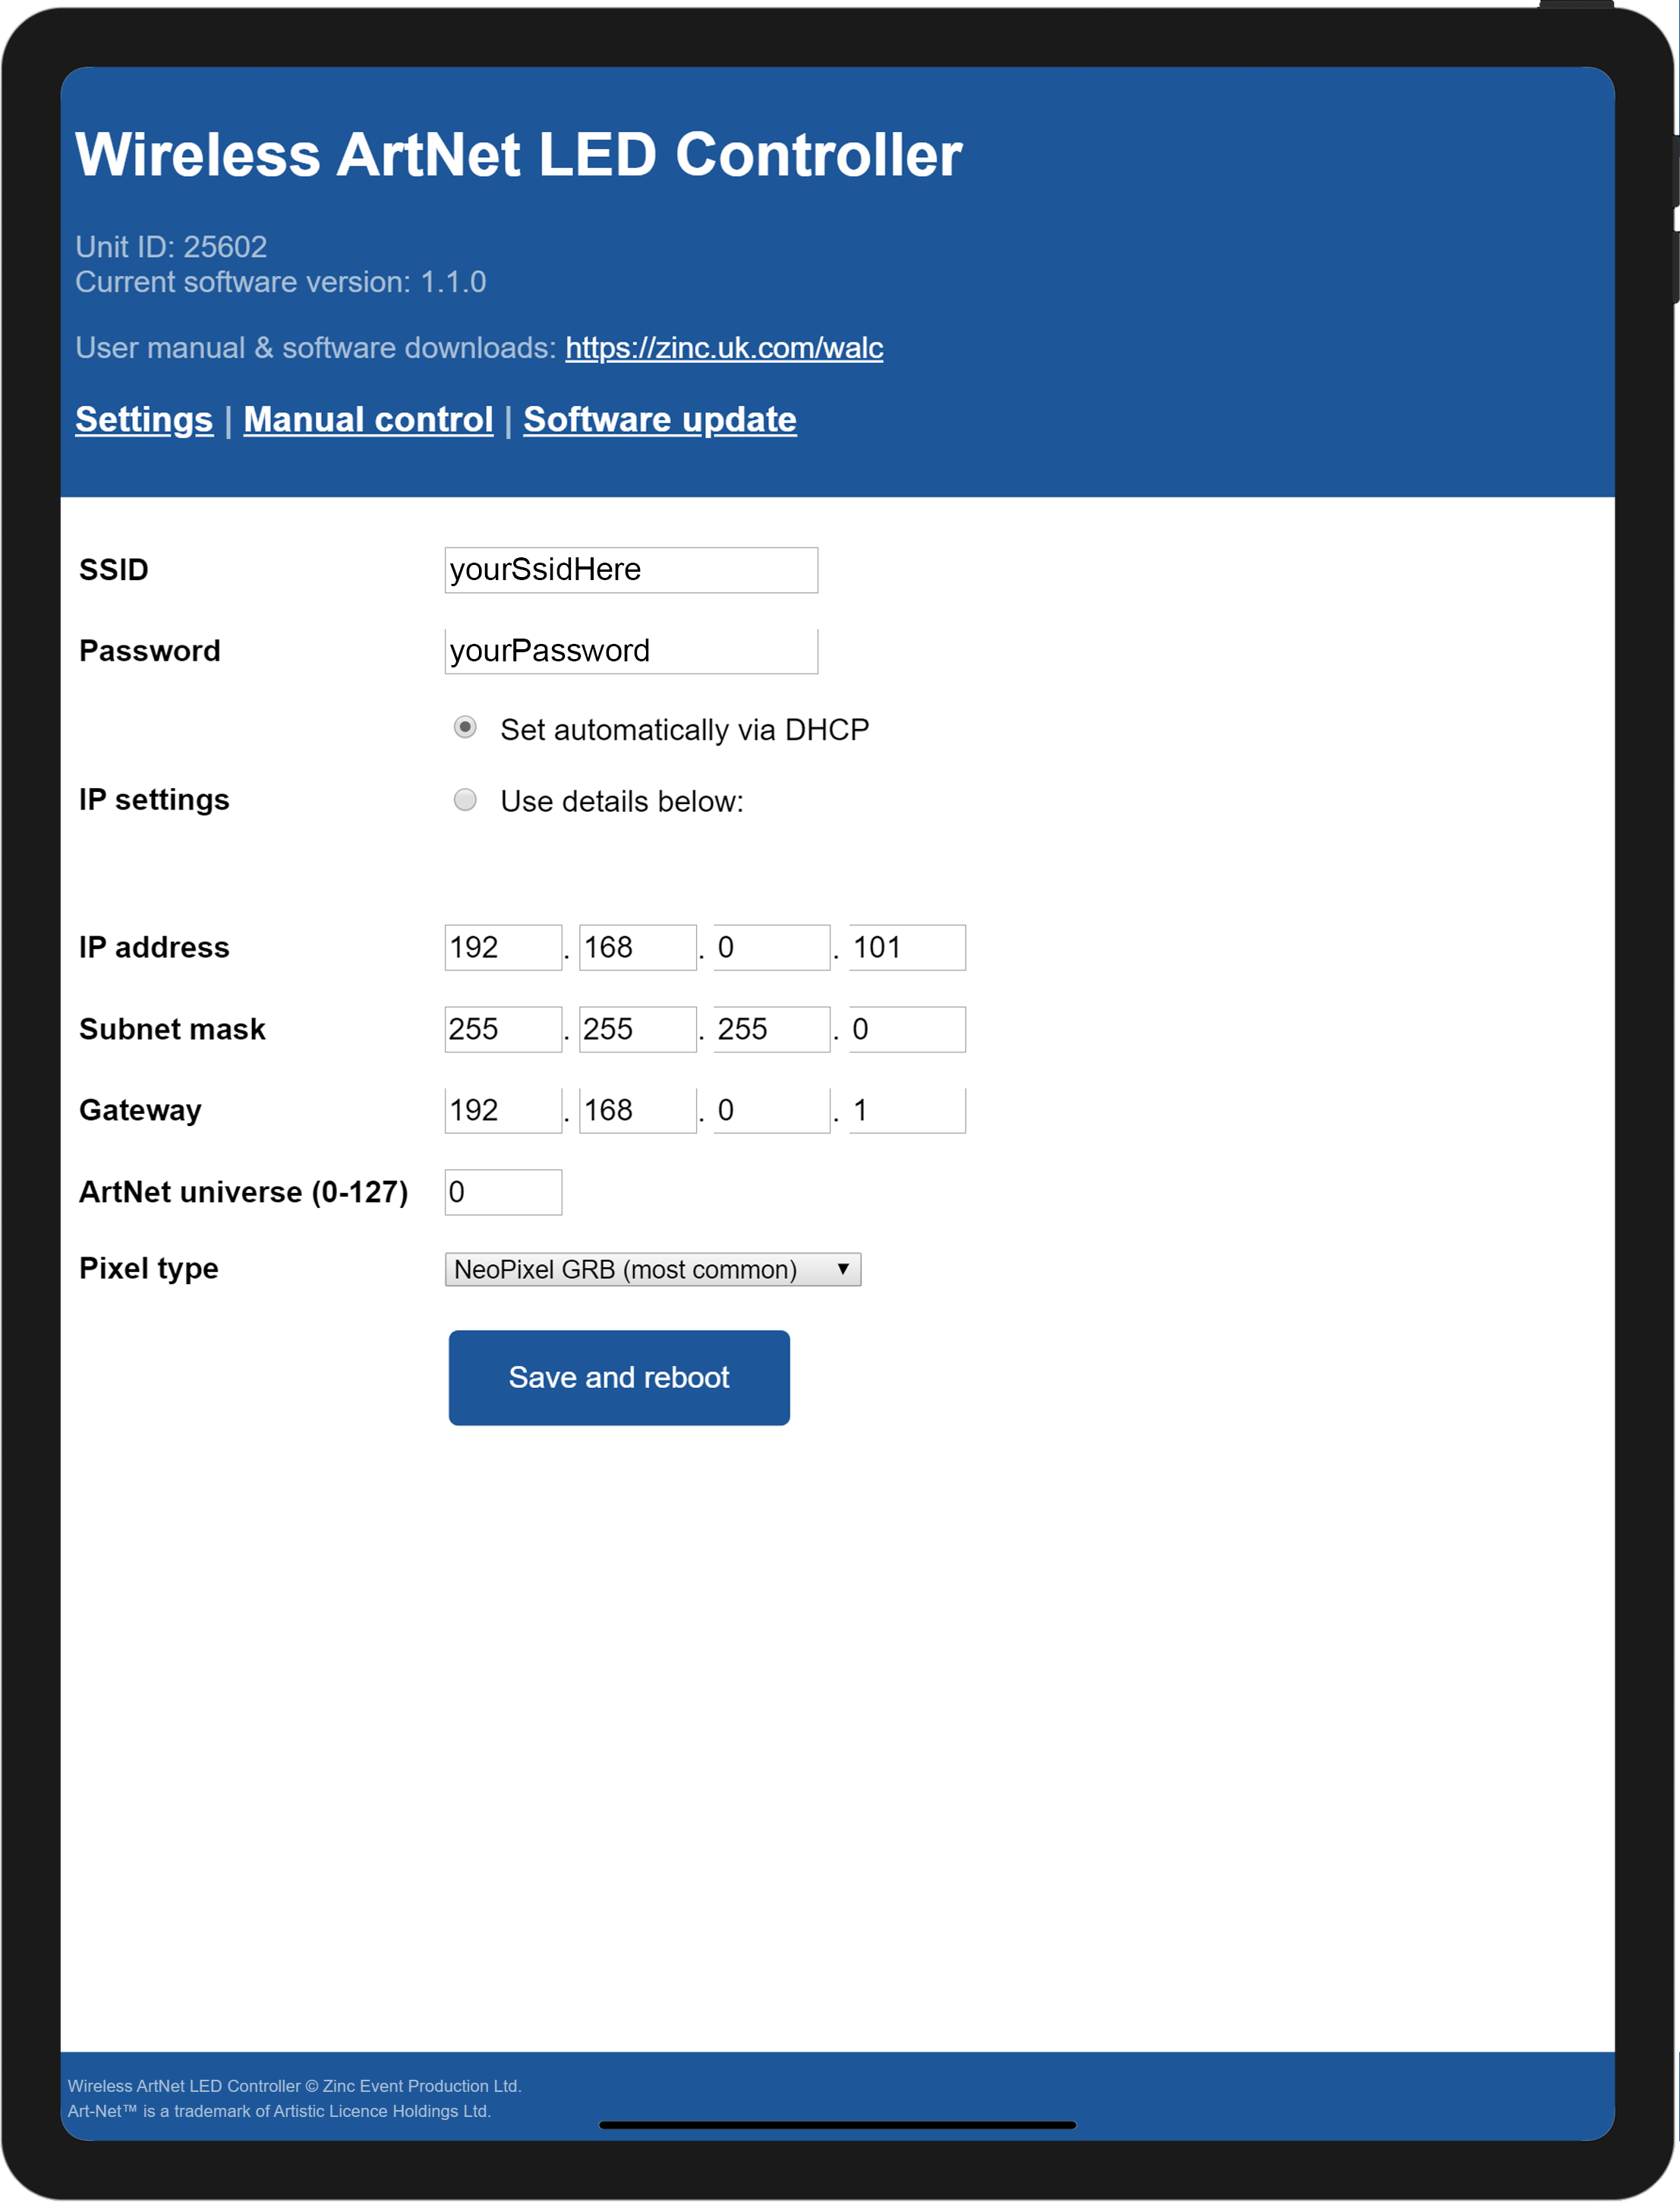 Wireless ArtNet LED Controller
Unit ID: 25602
Current software version: 1.1.0
User manual & software downloads: https://zinc.uk.com/walc
Settings | Manual control | Software update
SSID yourSsidHere
Password yourPassword
Set automatically via DHCP
IP settings Use details below:
IP address 192 . 168 . 0 . 101
Subnet mask 255 . 255 . 255 . 0
Gateway 192 . 168 . 0 . 1
ArtNet universe (0-127) 0
Pixel type NeoPixel GRB (most common) ▼
Save and reboot
Wireless ArtNet LED Controller © Zinc Event Production Ltd.
Art-Net™ is a trademark of Artistic Licence Holdings Ltd.